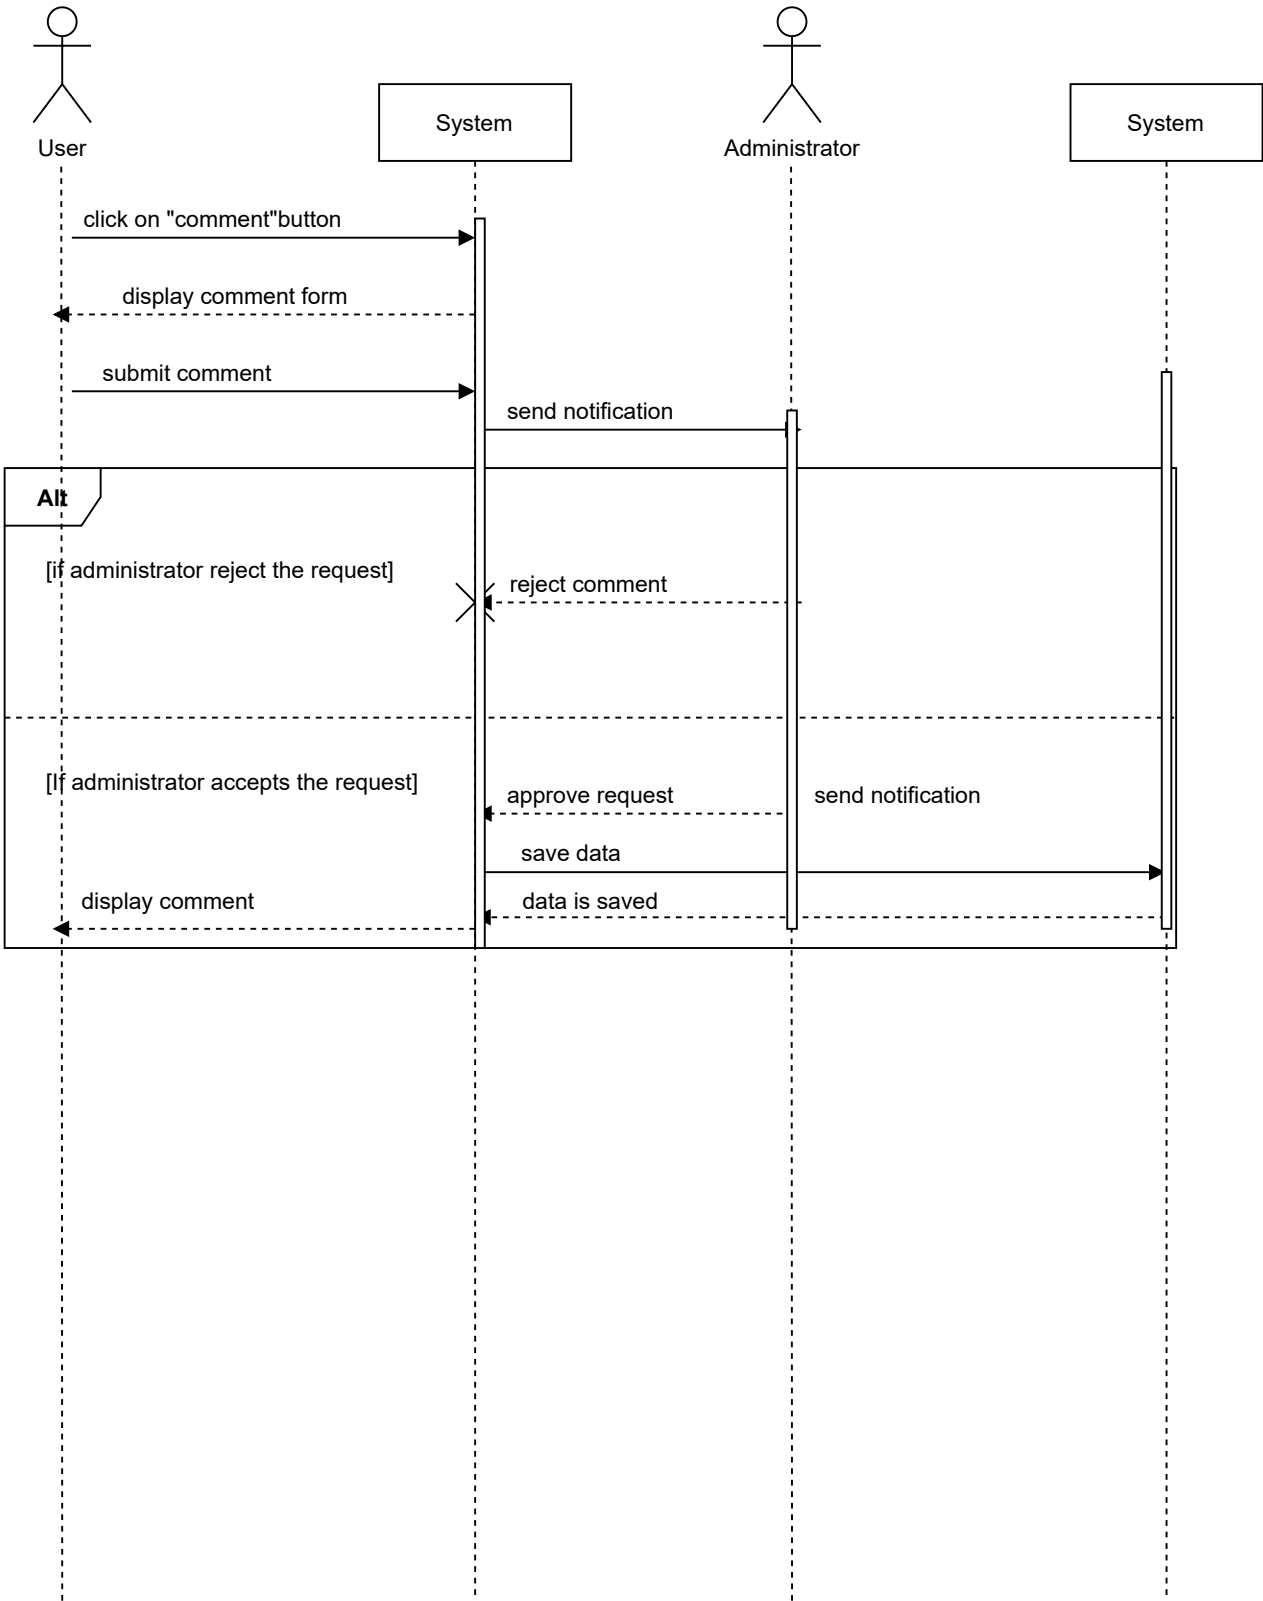 User
System
Administrator
System
click on "comment"button
display comment form
submit comment
send notification
Alt
[if administrator reject the request]
reject comment
[If administrator accepts the request]
approve request
send notification
save data
display comment
data is saved